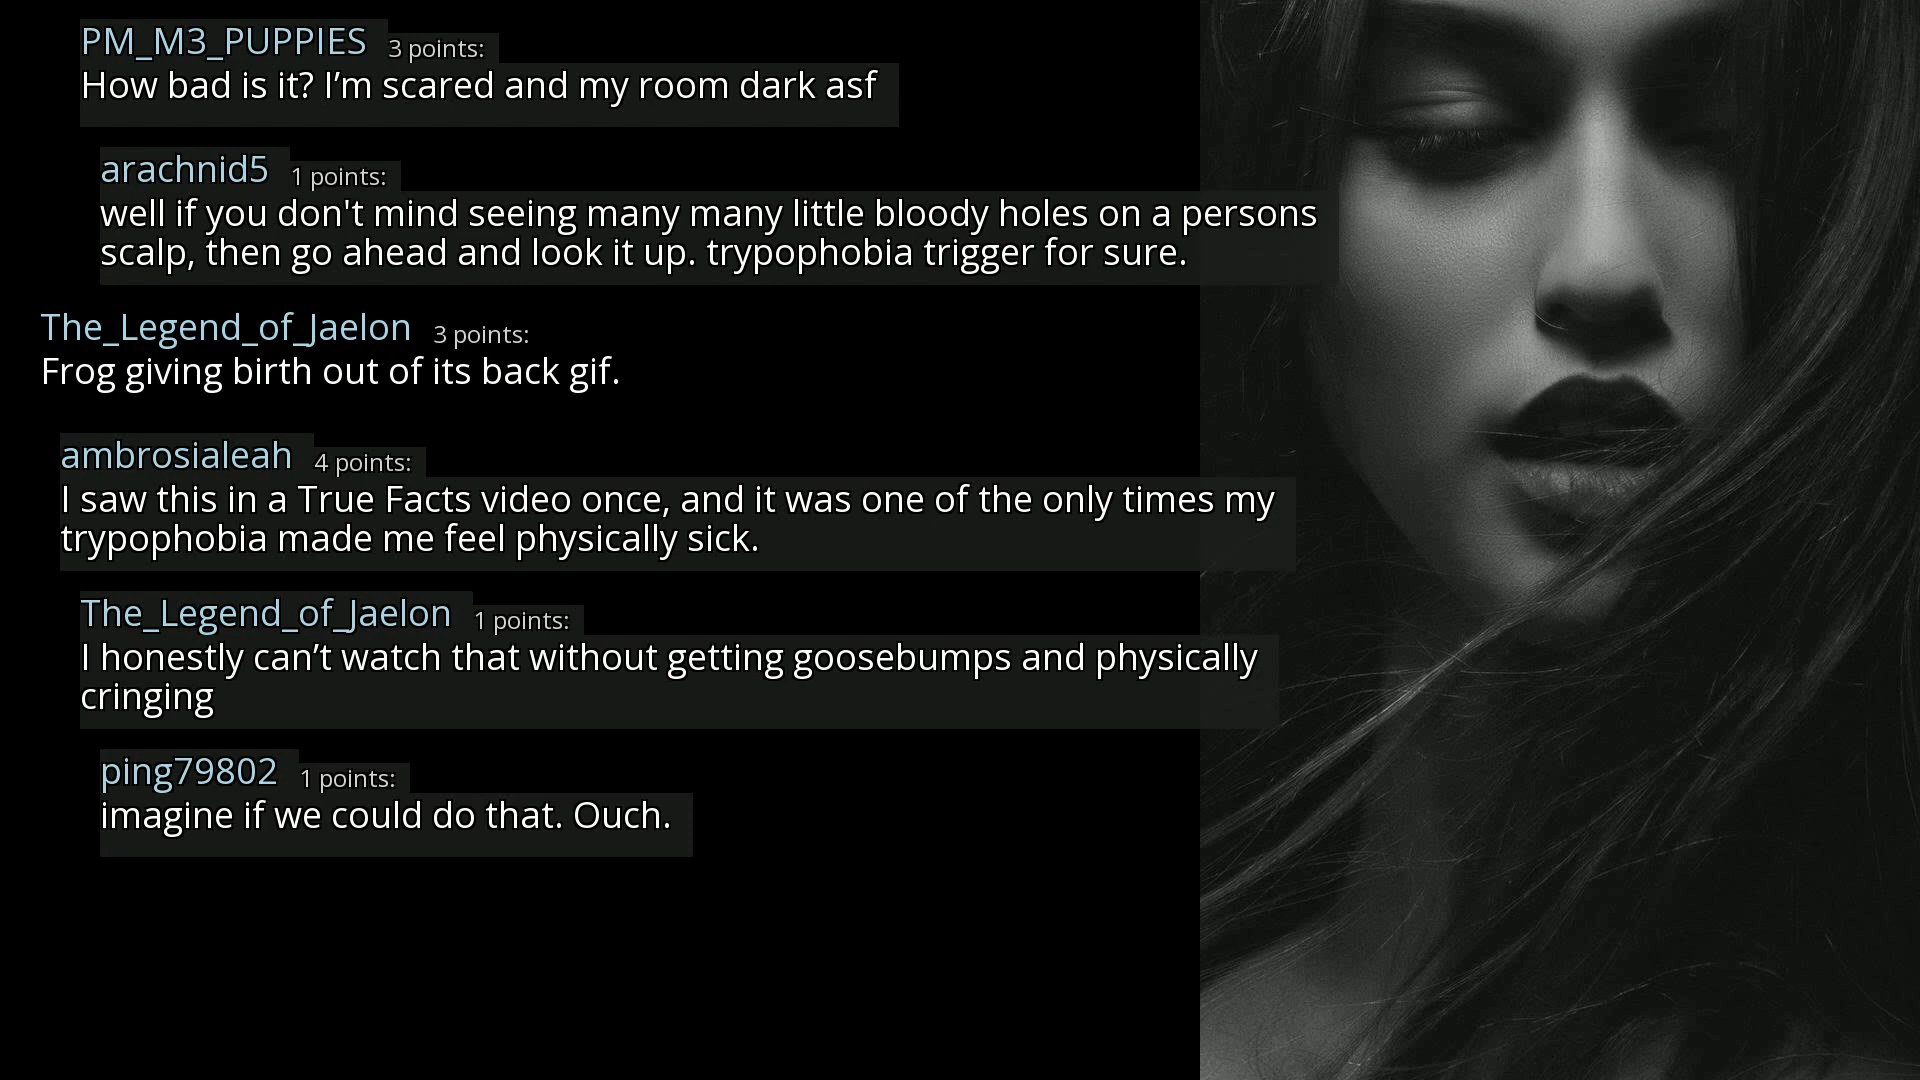 PM_M3_PUPPIES 3 points:
How bad is it? I’m scared and my room dark asf
arachnid5 1 points:
well if you don't mind seeing many many little bloody holes on a persons
scalp, then go ahead and look it up. trypophobia trigger for sure.
The_Legend_of_Jaelon 3 points:
Frog giving birth out of its back gif.
ambrosialeah 4 points:
I saw this in a True Facts video once, and it was one of the only times my
trypophobia made me feel physically sick.
The_Legend_of_Jaelon 1 points:
I honestly can’t watch that without getting goosebumps and physically
cringing
ping79802 1 points:
imagine if we could do that. Ouch.